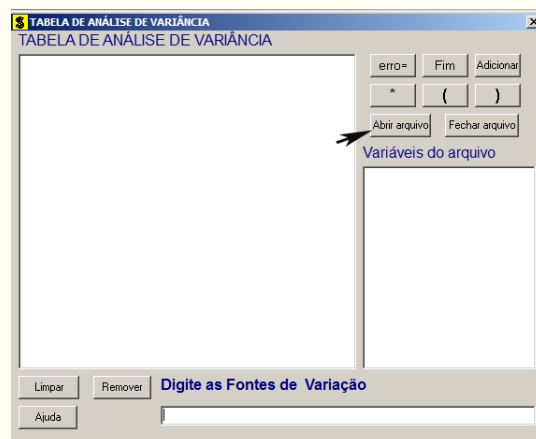 TABELA DE ANÁLISE DE VARIÂNCIA
TABELA DE ANÁLISE DE VARIÂNCIA
erro= Fim Adicionar
* ( )
Abrir arquivo Fechar arquivo
Variáveis do arquivo
Limpar Remover Digite as Fontes de Variação
Ajuda